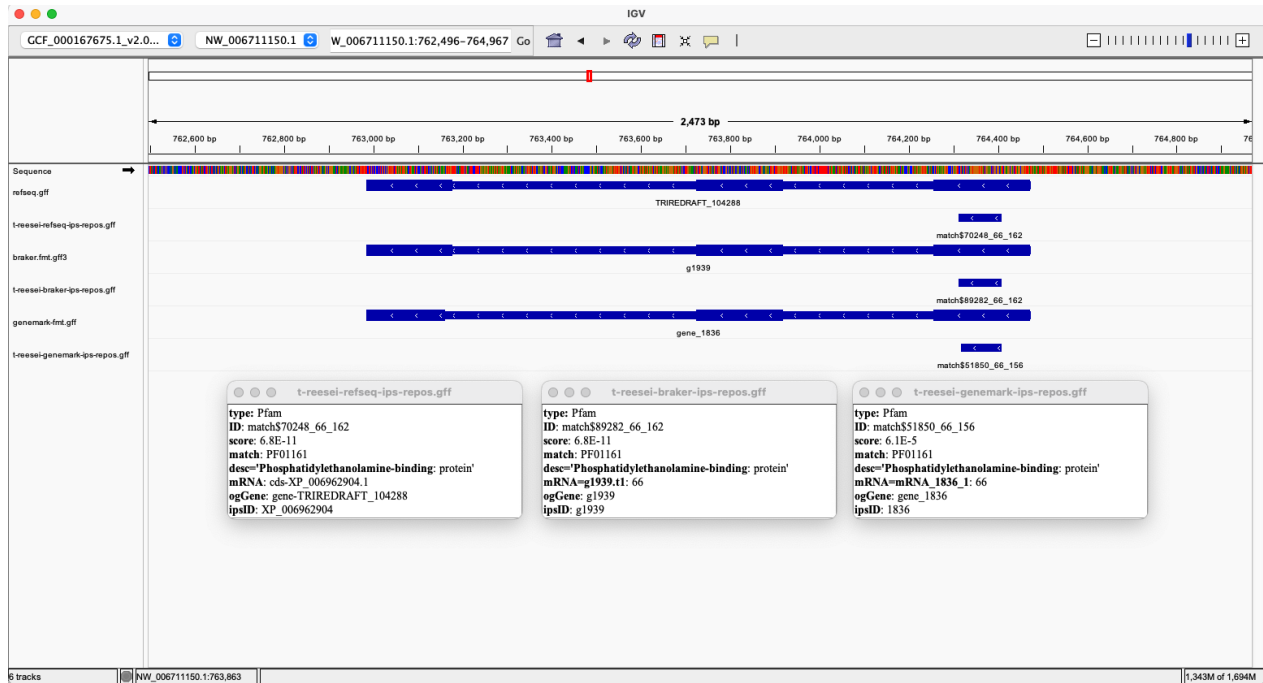 IGV
GCF_000167675.1_v2.0... NW_006711150.1 W_006711150.1:762,496-764,967 Go
2,473 bp
762,600 bp 762,800 bp 763,000 bp 763,200 bp 763,400 bp 763,600 bp 763,800 bp 764,000 bp 764,200 bp 764,400 bp 764,600 bp 764,800 bp 76
Sequence
refseq.gff
TRIREDRAFT_104288
t-reesei-refseq-ips-repos.gff
match$70248_66_162
braker.fmt.gff3
g1939
t-reesei-braker-ips-repos.gff
match$89282_66_162
genemark-fmt.gff
gene_1836
t-reesei-genemark-ips-repos.gff
match$51850_66_156
t-reesei-refseq-ips-repos.gff
type: Pfam
ID: match$70248_66_162
score: 6.8E-11
match: PF01161
desc='Phosphatidylethanolamine-binding: protein'
mRNA: cds-XP_006962904.1
ogGene: gene-TRIREDRAFT_104288
ipsID: XP_006962904
t-reesei-braker-ips-repos.gff
type: Pfam
ID: match$89282_66_162
score: 6.8E-11
match: PF01161
desc='Phosphatidylethanolamine-binding: protein'
mRNA=g1939.t1: 66
ogGene: g1939
ipsID: g1939
t-reesei-genemark-ips-repos.gff
type: Pfam
ID: match$51850_66_156
score: 6.1E-5
match: PF01161
desc='Phosphatidylethanolamine-binding: protein'
mRNA=mRNA_1836_1: 66
ogGene: gene_1836
ipsID: 1836
6 tracks NW_006711150.1:763,863 1,343M of 1,694M